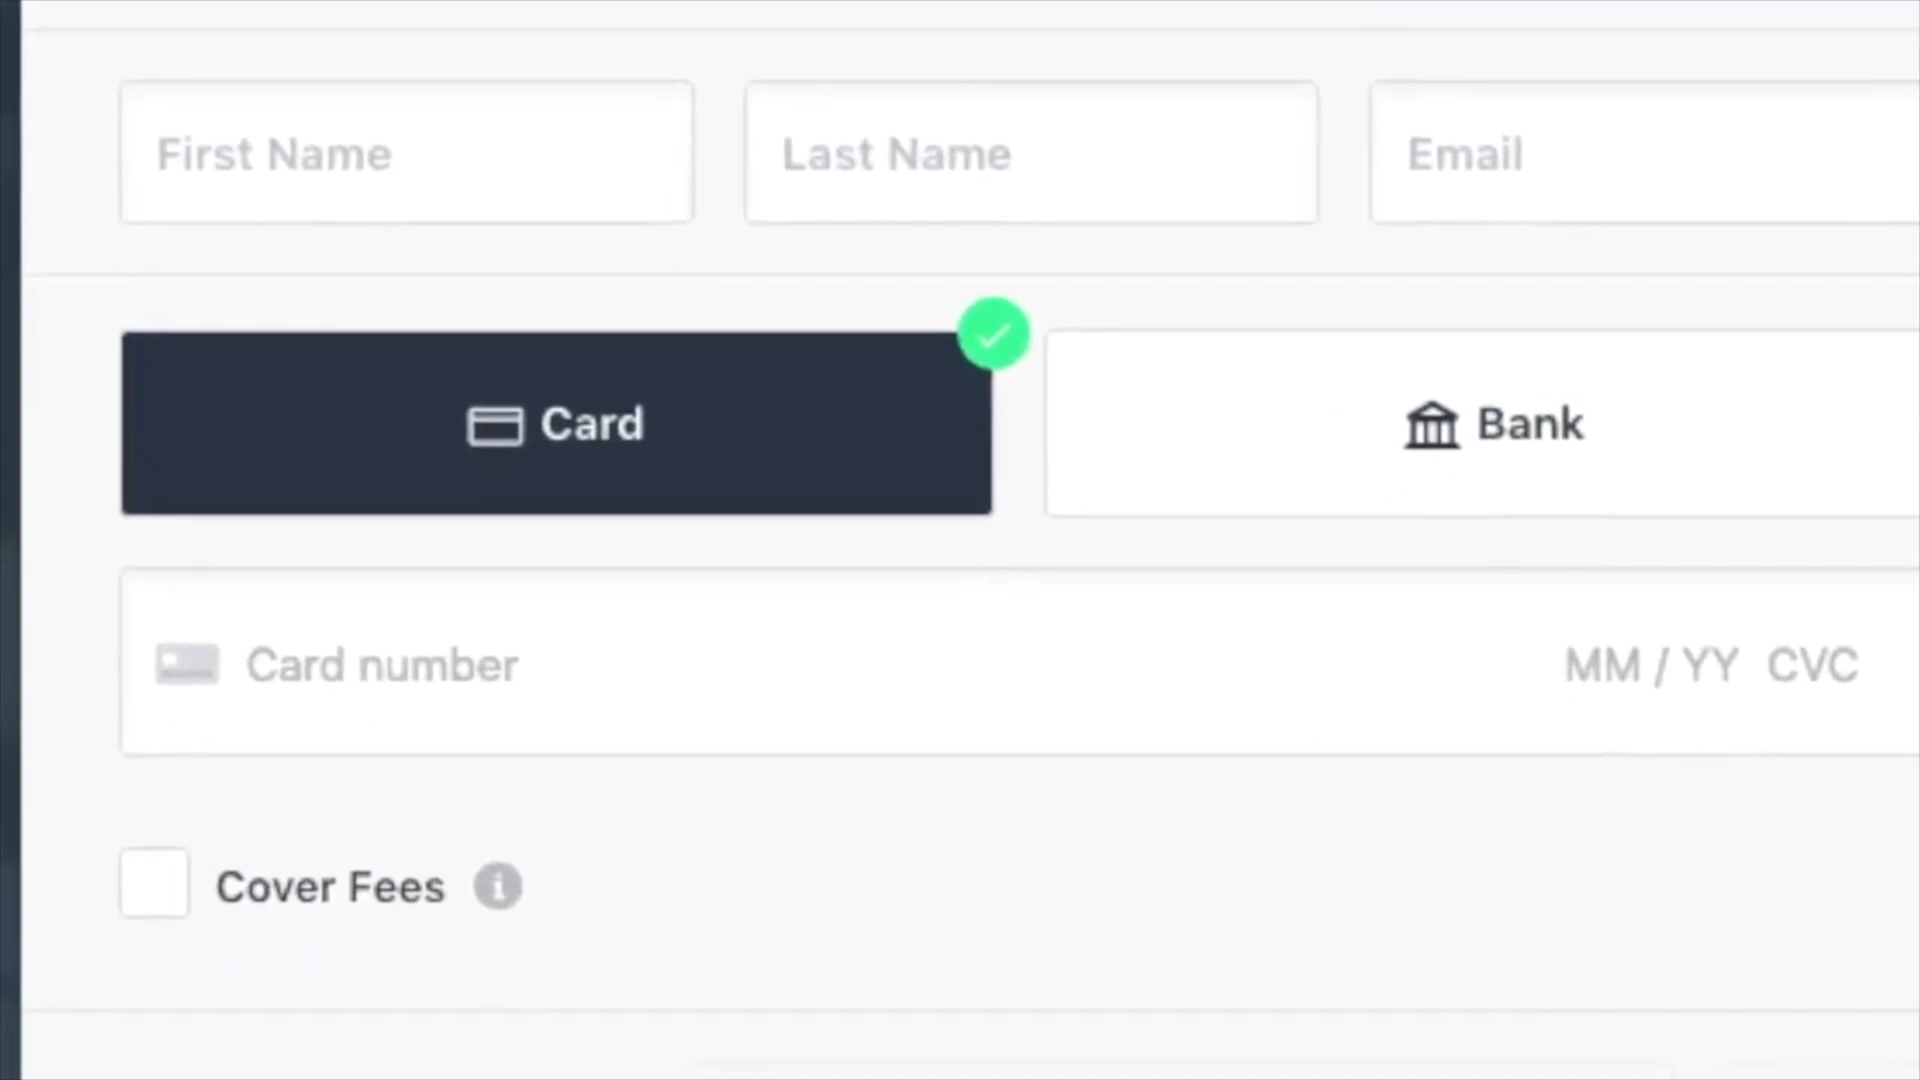 First Name Last Name Email
Card Bank
Card number MM / YY CVC
Cover Fees